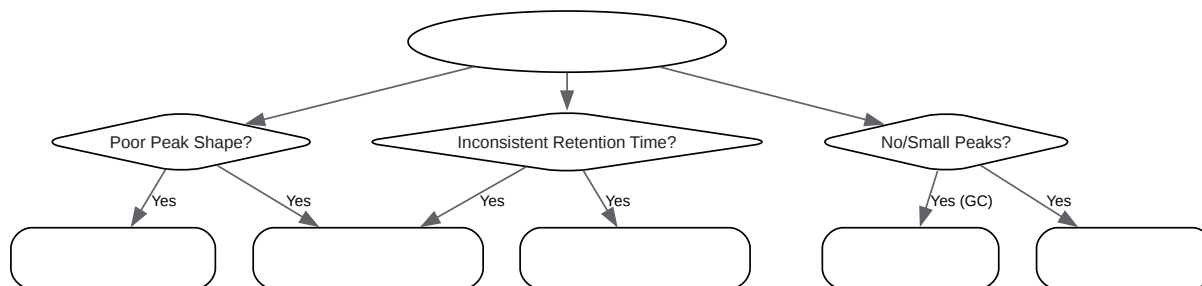 Poor Peak Shape?
Inconsistent Retention Time?
No/Small Peaks?
Yes
Yes
Yes
Yes
Yes (GC)
Yes